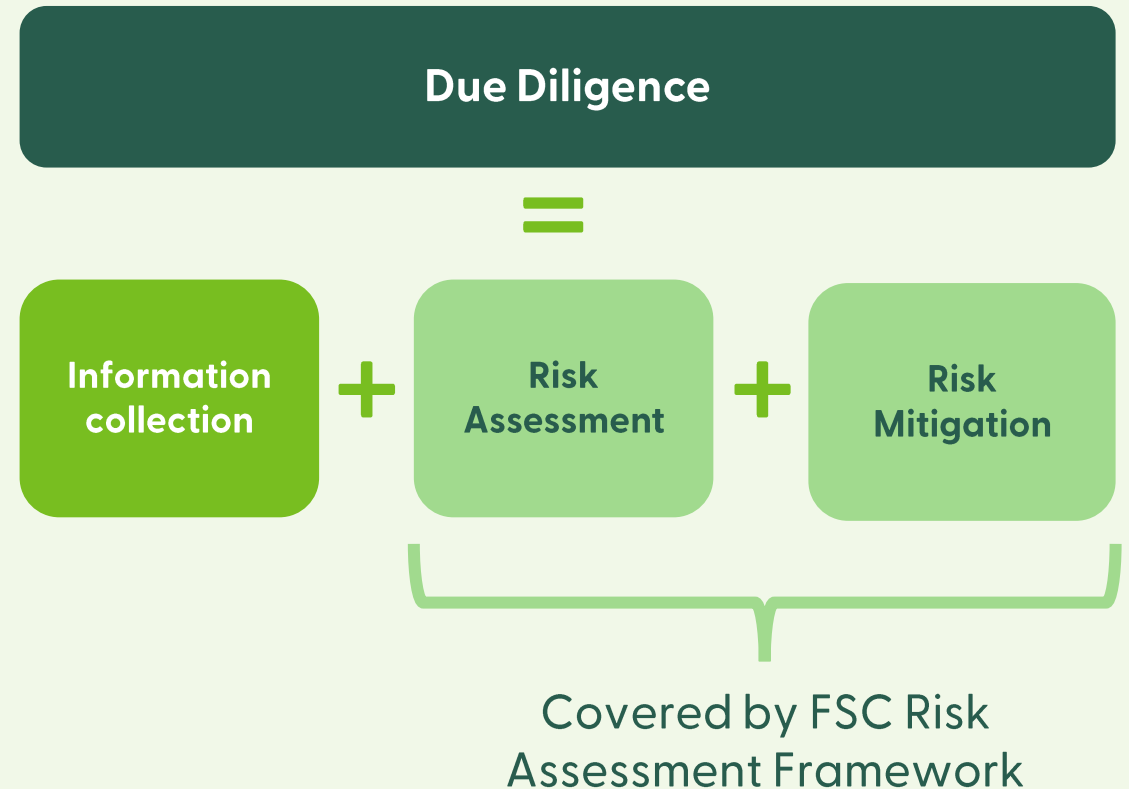 Due Diligence
=
Information
collection
+
Risk
Assessment
+
Risk
Mitigation
Covered by FSC Risk
Assessment Framework